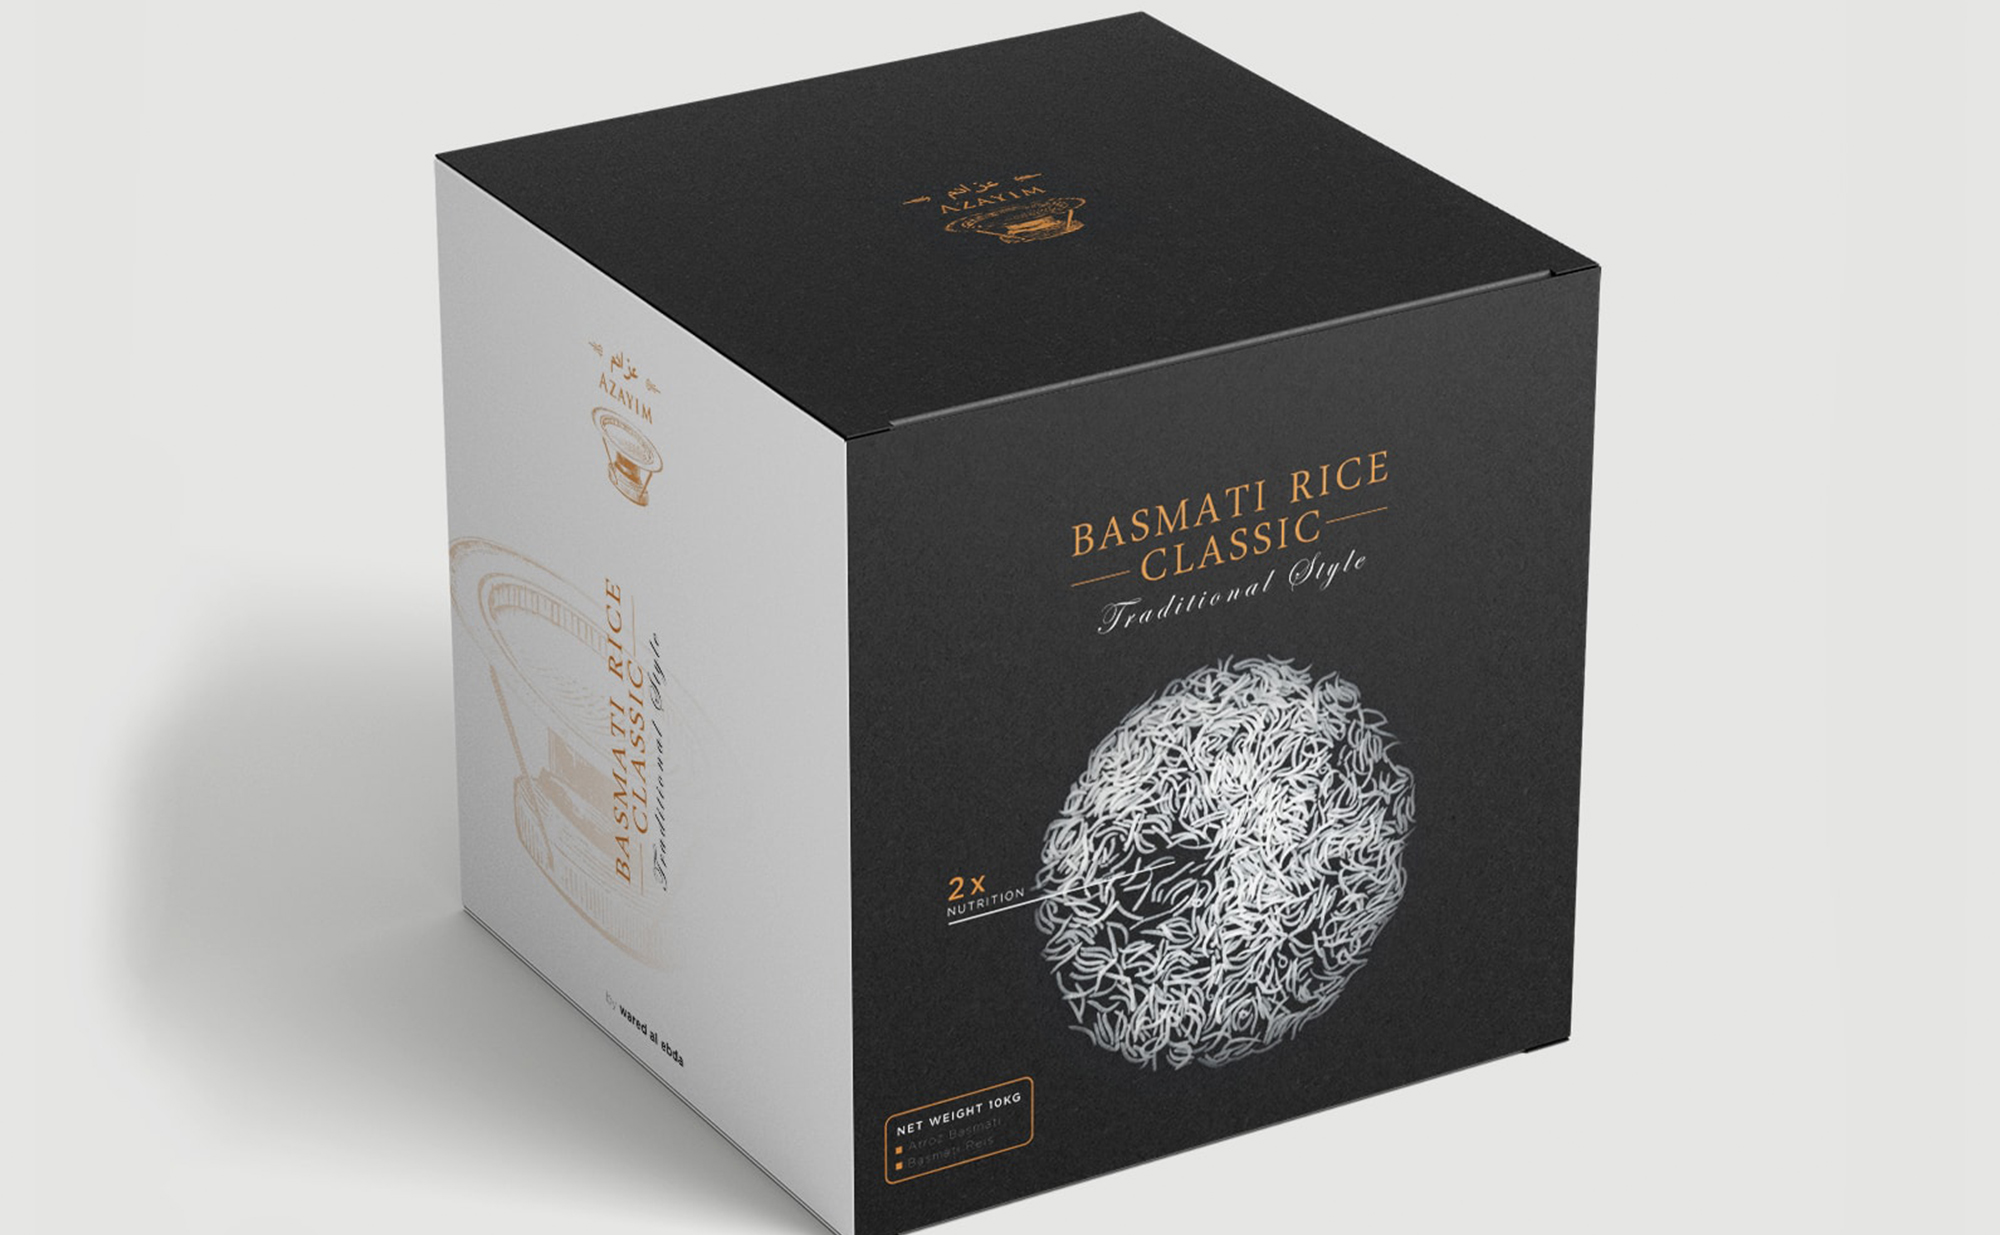 عزائم
AZAYIM
عزائم
AZAYIM
BASMATI RICE
CLASSIC
Traditional Style
by wared al ebda
BASMATI RICE
CLASSIC
Traditional Style
2x
NUTRITION
NET WEIGHT 10KG
Arroz Basmati
Basmati Reis